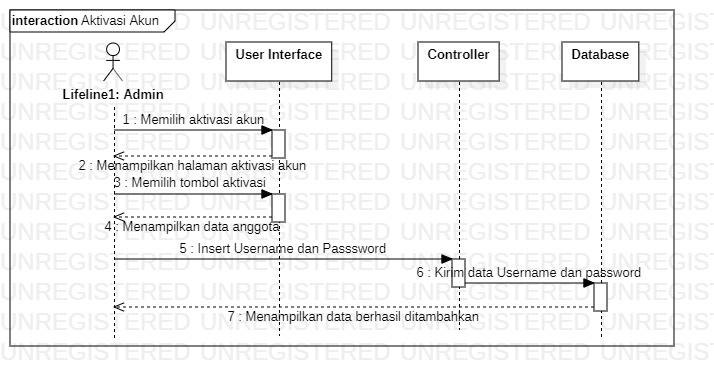 interaction Aktivasi Akun
User Interface
Controller
Database
Lifeline1: Admin
1 : Memilih aktivasi akun
2 : Menampilkan halaman aktivasi akun
3 : Memilih tombol aktivasi
4 : Menampilkan data anggota
5 : Insert Username dan Passsword
6 : Kirim data Username dan password
7 : Menampilkan data berhasil ditambahkan
UNREGISTERED